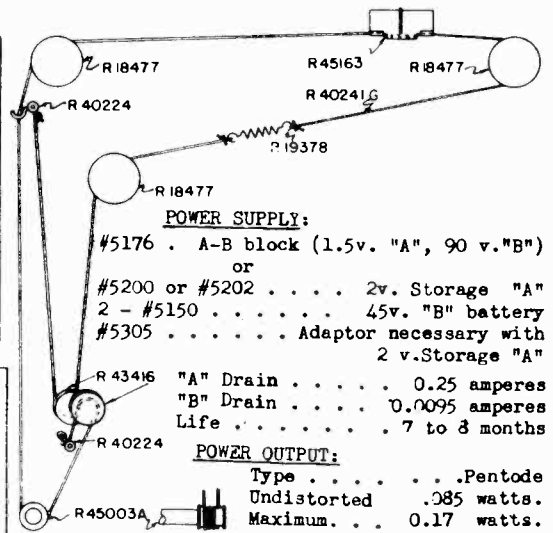 R18477
R45163
R18477
R40224
R40241G
R19378
R18477
POWER SUPPLY:
#5176 . A-B block (1.5v. "A", 90 v."B")
or
#5200 or #5202 . . . . 2v. Storage "A"
2 - #5150 . . . . . . 45v. "B" battery
#5305 . . . . . . Adaptor necessary with
2 v.Storage "A"
R43416
"A" Drain . . . . . 0.25 amperes
"B" Drain . . . . 0.0095 amperes
Life . . . . . . . 7 to 8 months
R40224
POWER OUTPUT:
Type . . . . . .Pentode
Undistorted .085 watts.
R45003A
Maximum. . . 0.17 watts.